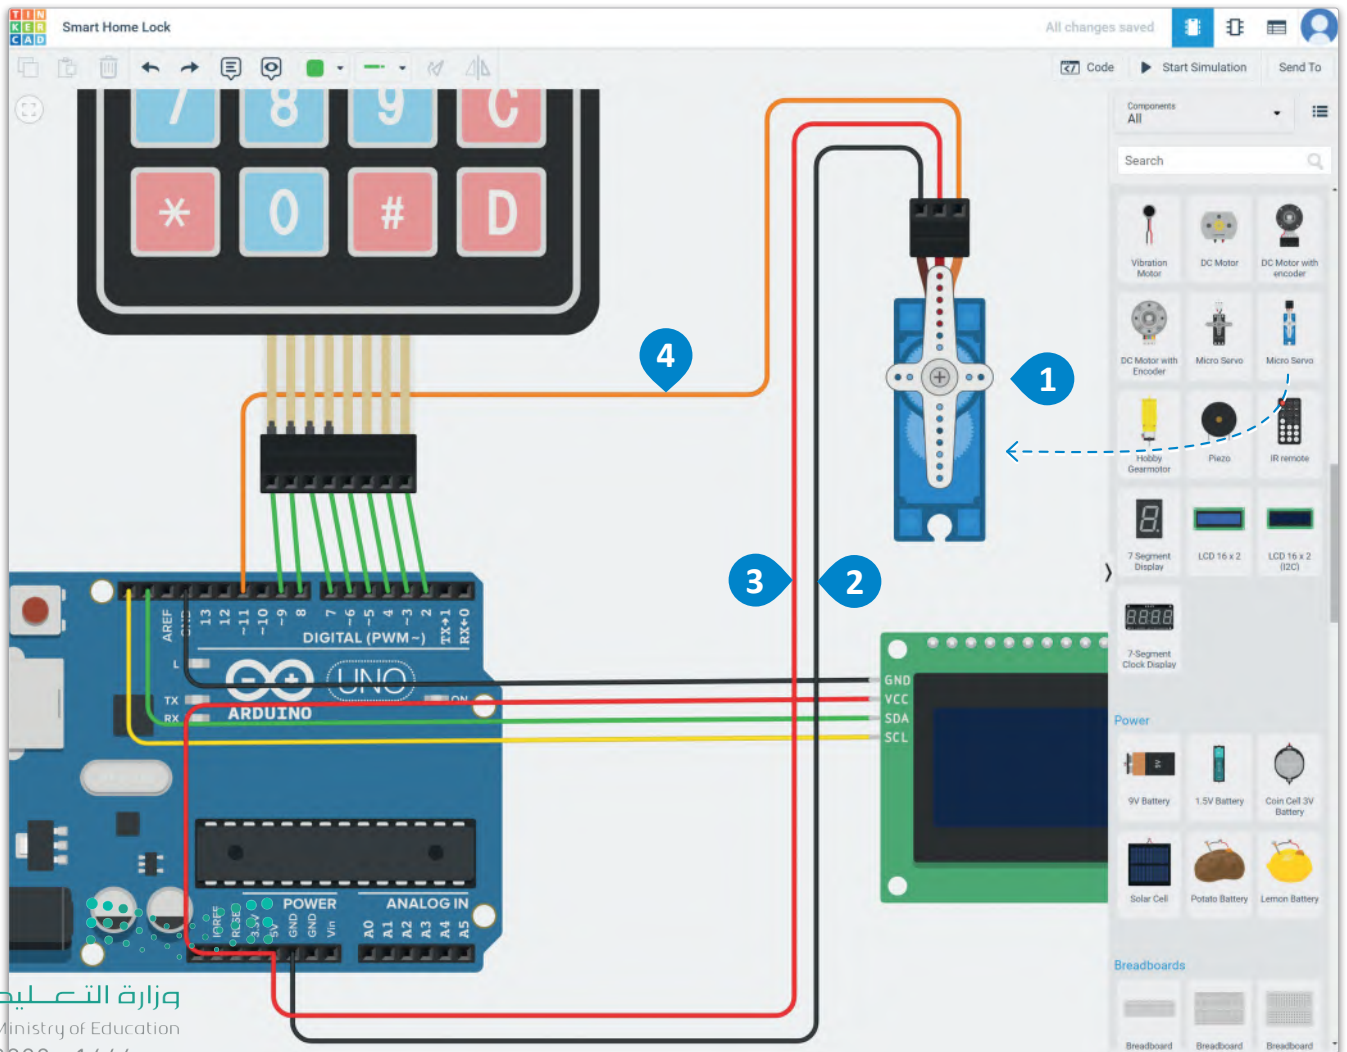 TIN
KER
CAD
Smart Home Lock
All changes saved
Code
Start Simulation
Send To
Components
All
Search
7 8 9 C
* 0 # D
4
1
3
2
Vibration
Motor
DC Motor
DC Motor with
encoder
DC Motor with
Encoder
Micro Servo
Micro Servo
Hobby
Gearmotor
Piezo
IR remote
7 Segment
Display
LCD 16 x 2
LCD 16 x 2
(I2C)
7-Segment
Clock Display
Power
9V Battery
1.5V Battery
Coin Cell 3V
Battery
Solar Cell
Potato Battery
Lemon Battery
Breadboards
Breadboard
Breadboard
Breadboard
AREF
GND
13
12
~11
~10
~9
8
7
~6
~5
4
~3
2
TX→1
RX←0
DIGITAL (PWM~)
L
TX
RX
UNO
ON
ARDUINO
GND
VCC
SDA
SCL
POWER
ANALOG IN
IOREF
RESET
3.3V
5V
GND
GND
Vin
A0
A1
A2
A3
A4
A5
وزارة التعليم
Ministry of Education